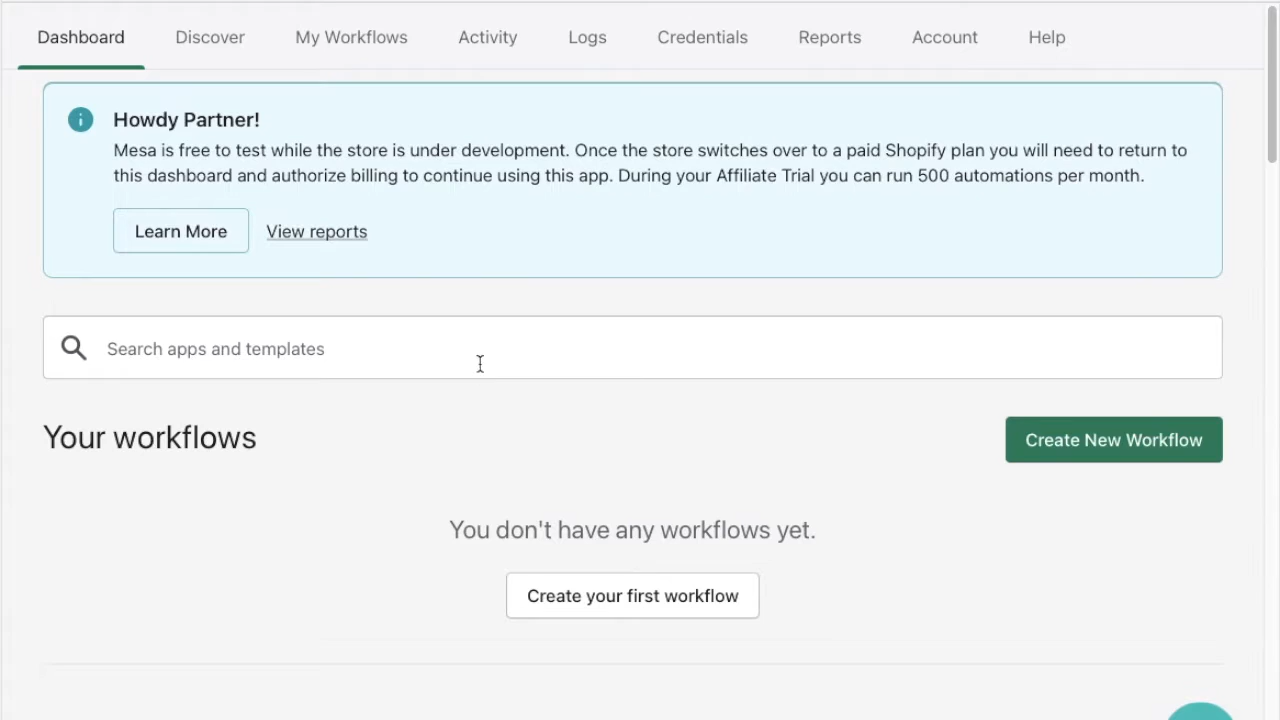 Dashboard Discover My Workflows Activity Logs Credentials Reports Account Help
Howdy Partner!
Mesa is free to test while the store is under development. Once the store switches over to a paid Shopify plan you will need to return to
this dashboard and authorize billing to continue using this app. During your Affiliate Trial you can run 500 automations per month.
Learn More View reports
Search apps and templates
Your workflows Create New Workflow
You don't have any workflows yet.
Create your first workflow